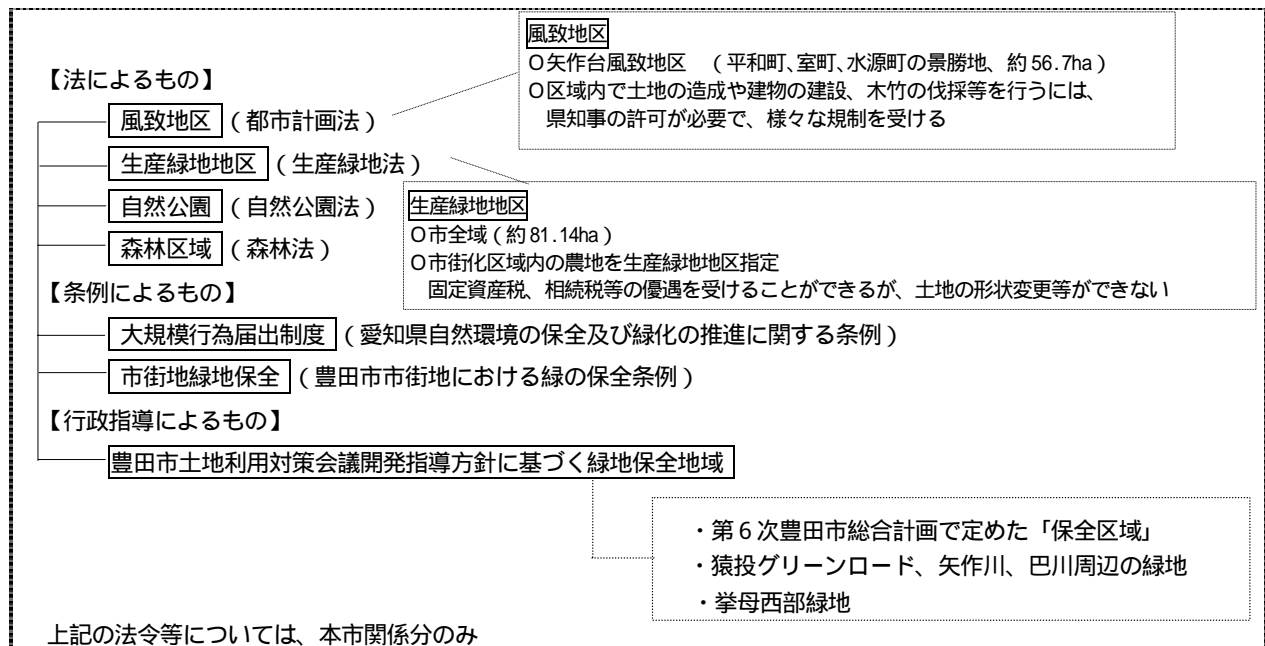 風致地区
○矢作台風致地区　（平和町、室町、水源町の景勝地、約56.7ha）
○区域内で土地の造成や建物の建設、木竹の伐採等を行うには、
県知事の許可が必要で、様々な規制を受ける
【法によるもの】
風致地区（都市計画法）
生産緑地地区（生産緑地法）
自然公園（自然公園法）
森林区域（森林法）
生産緑地地区
○市全域（約81.14ha）
○市街化区域内の農地を生産緑地地区指定
固定資産税、相続税等の優遇を受けることができるが、土地の形状変更等ができない
【条例によるもの】
大規模行為届出制度（愛知県自然環境の保全及び緑化の推進に関する条例）
市街地緑地保全（豊田市市街地における緑の保全条例）
【行政指導によるもの】
豊田市土地利用対策会議開発指導方針に基づく緑地保全地域
・第6次豊田市総合計画で定めた「保全区域」
・猿投グリーンロード、矢作川、巴川周辺の緑地
・挙母西部緑地
上記の法令等については、本市関係分のみ